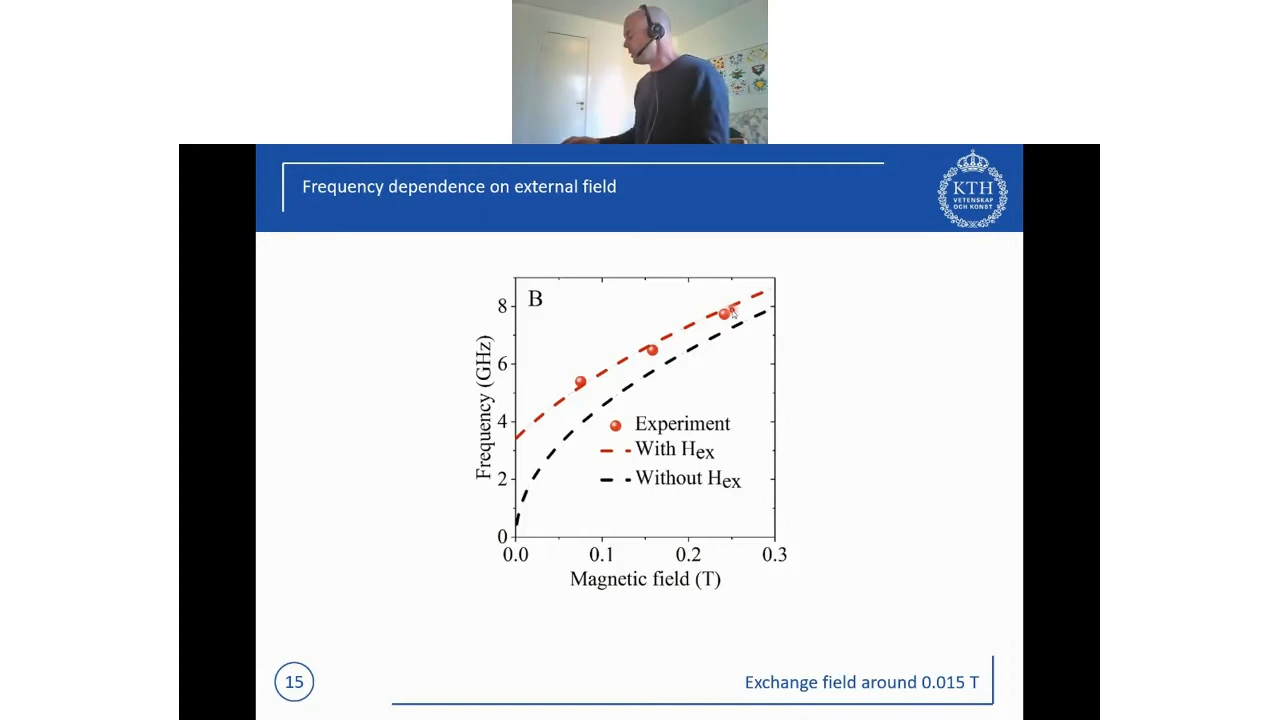 Frequency dependence on external field
KTH
VETENSKAP
OCH KONST
B
8
6
4
2
0
Frequency (GHz)
Experiment
With Hex
Without Hex
0.0 0.1 0.2 0.3
Magnetic field (T)
15
Exchange field around 0.015 T